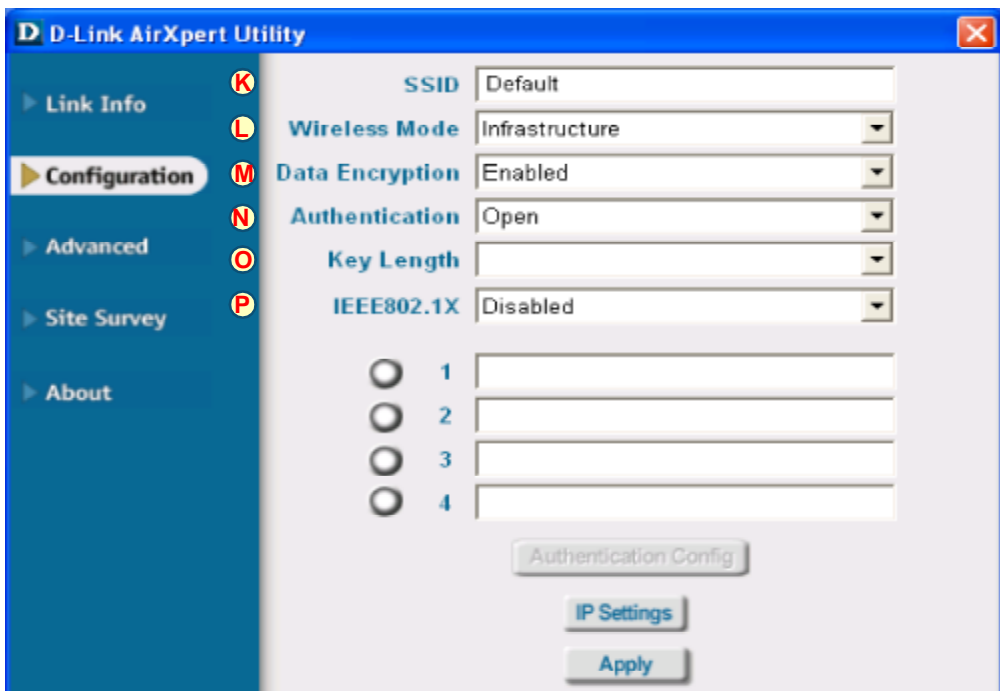 D D-Link AirXpert Utility
Link Info
Configuration
Advanced
Site Survey
About
K SSID Default
L Wireless Mode Infrastructure
M Data Encryption Enabled
N Authentication Open
O Key Length
P IEEE802.1X Disabled
1
2
3
4
Authentication Config
IP Settings
Apply